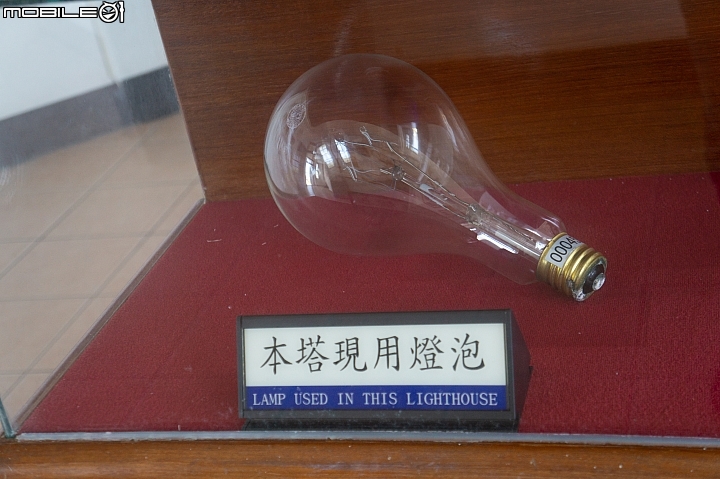 MOBILE01
本塔現用燈泡
LAMP USED IN THIS LIGHTHOUSE